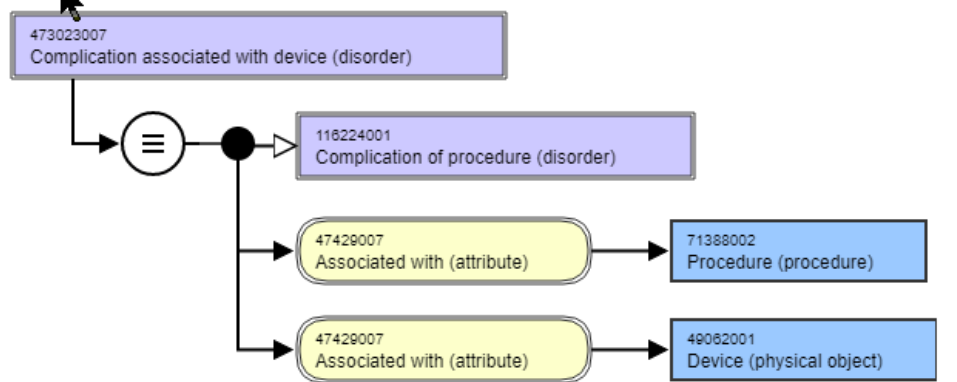 473023007
Complication associated with device (disorder)
116224001
Complication of procedure (disorder)
47429007
Associated with (attribute)
71388002
Procedure (procedure)
47429007
Associated with (attribute)
49062001
Device (physical object)